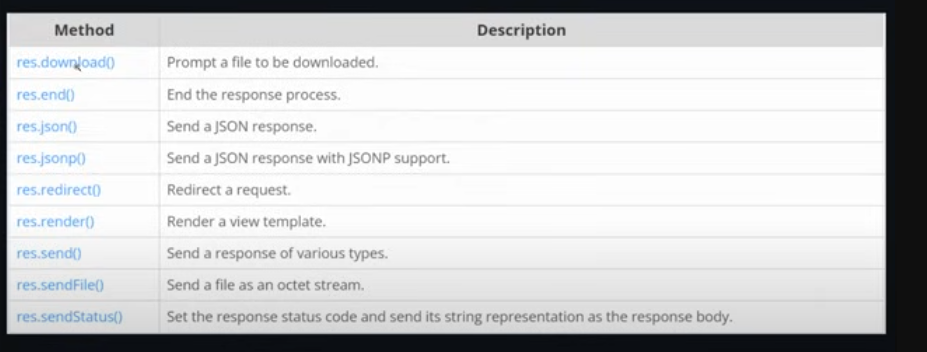 Method Description
res.download() Prompt a file to be downloaded.
res.end() End the response process.
res.json() Send a JSON response.
res.jsonp() Send a JSON response with JSONP support.
res.redirect() Redirect a request.
res.render() Render a view template.
res.send() Send a response of various types.
res.sendFile() Send a file as an octet stream.
res.sendStatus() Set the response status code and send its string representation as the response body.